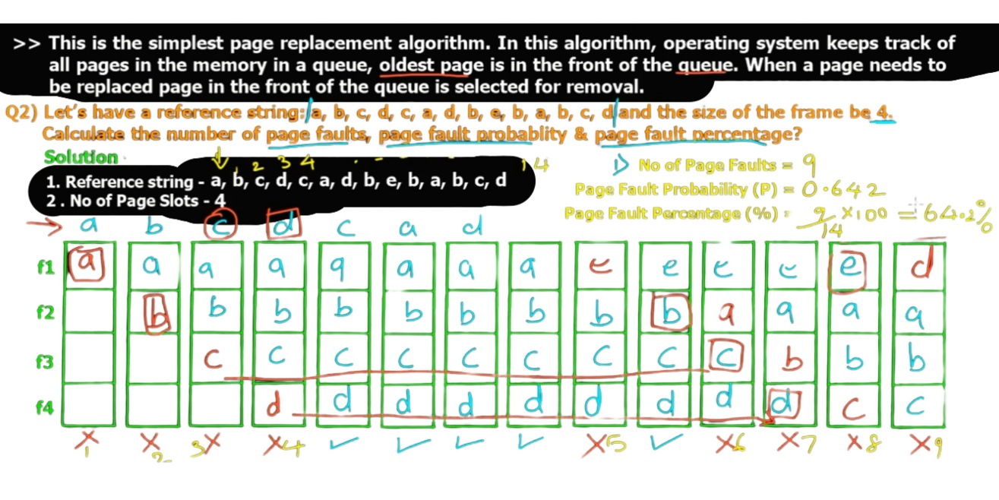 >> This is the simplest page replacement algorithm. In this algorithm, operating system keeps track of
all pages in the memory in a queue, oldest page is in the front of the queue. When a page needs to
be replaced page in the front of the queue is selected for removal.
Q2) Let's have a reference string: a, b, c, d, c, a, d, b, e, b, a, b, c, d and the size of the frame be 4.
Calculate the number of page faults, page fault probablity & page fault percentage?
Solution
1 2 3 4 14
1. Reference string - a, b, c, d, c, a, d, b, e, b, a, b, c, d
2. No of Page Slots - 4
1) No of Page Faults = 9
Page Fault Probability (P) = 0.642
Page Fault Percentage (%) = 9/14 x100 = 64.2%
a b c d c a d
f1 a a a a a a a a e e e e e d
f2 b b b b b b b b b a a a a
f3 c c c c c c c c c b b b
f4 d d d d d d d d d c c
X1 X2 3X X4 ✓ ✓ ✓ ✓ X5 ✓ X6 X7 X8 X9